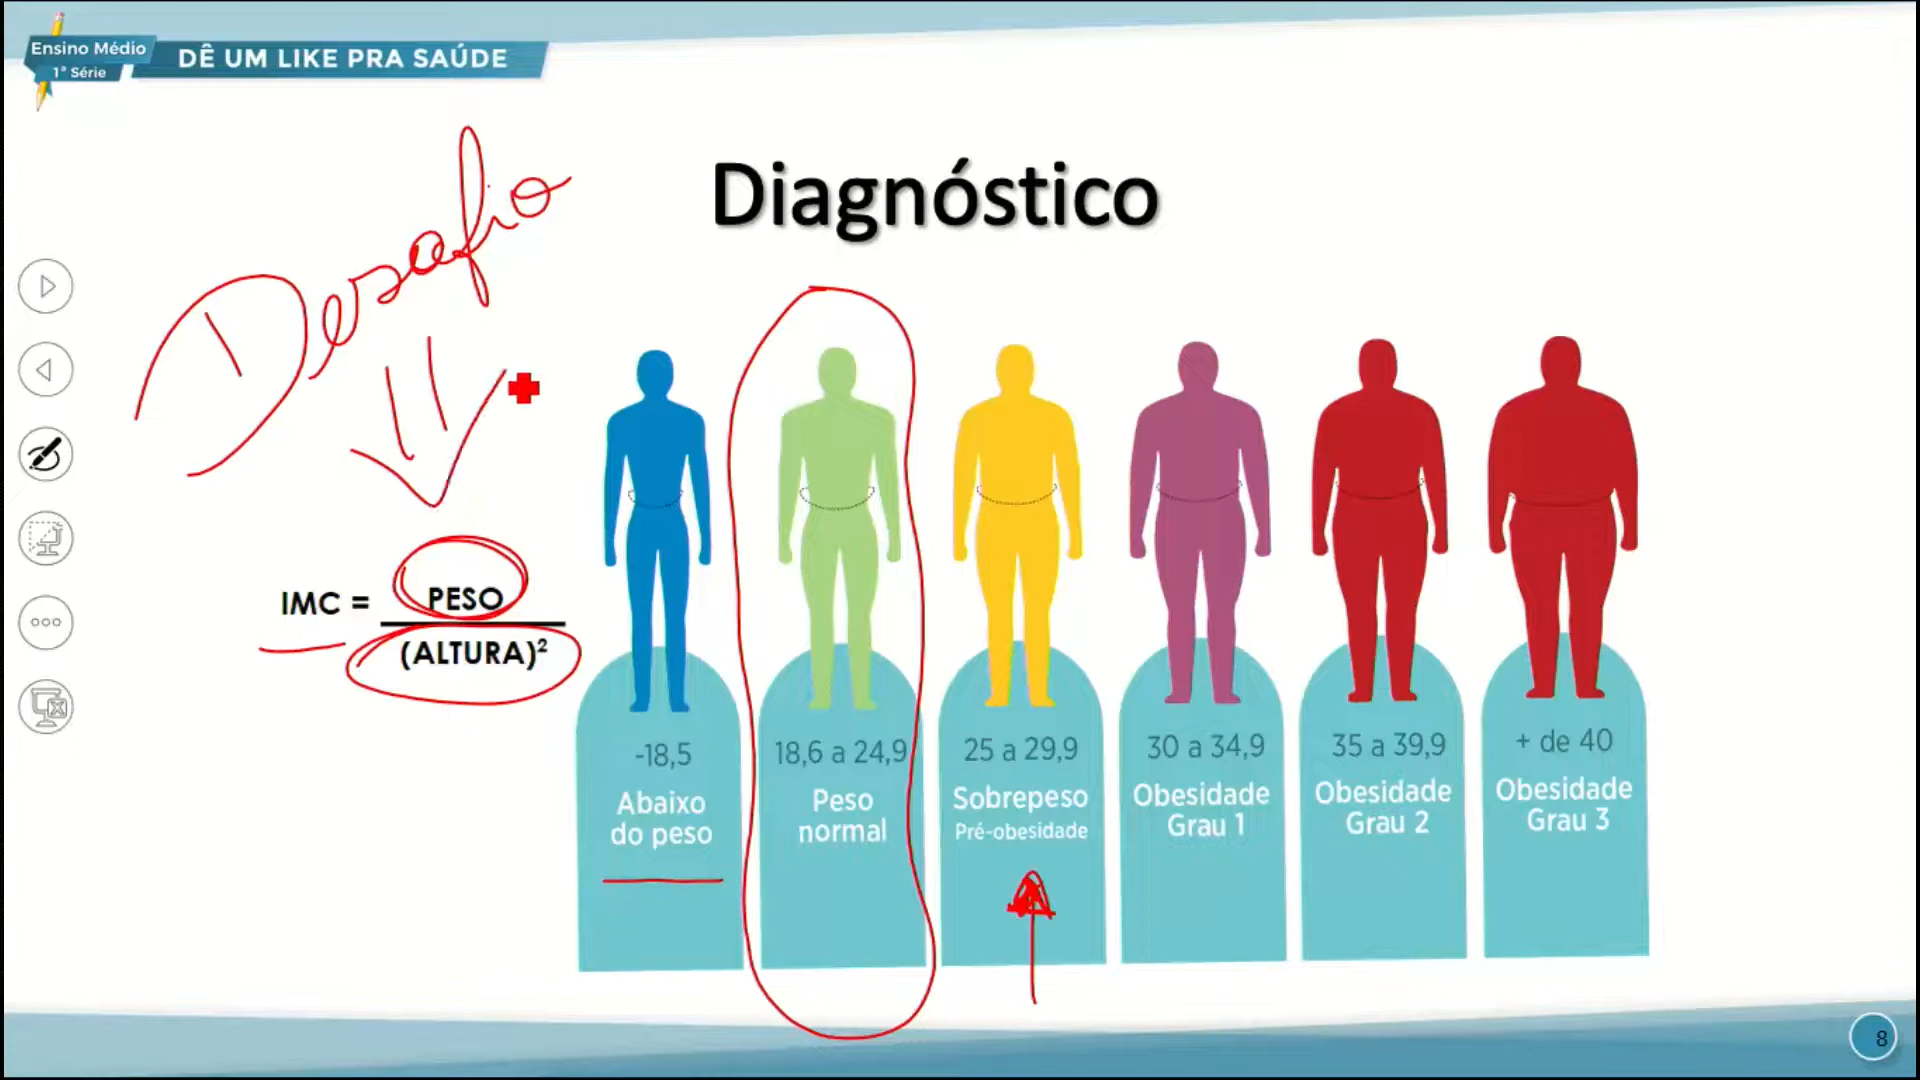 Ensino Médio
1ª Série
DÊ UM LIKE PRA SAÚDE
Desafio
Diagnóstico
IMC = PESO
(ALTURA)²
-18,5
Abaixo
do peso
18,6 a 24,9
Peso
normal
25 a 29,9
Sobrepeso
Pré-obesidade
30 a 34,9
Obesidade
Grau 1
35 a 39,9
Obesidade
Grau 2
+ de 40
Obesidade
Grau 3
8